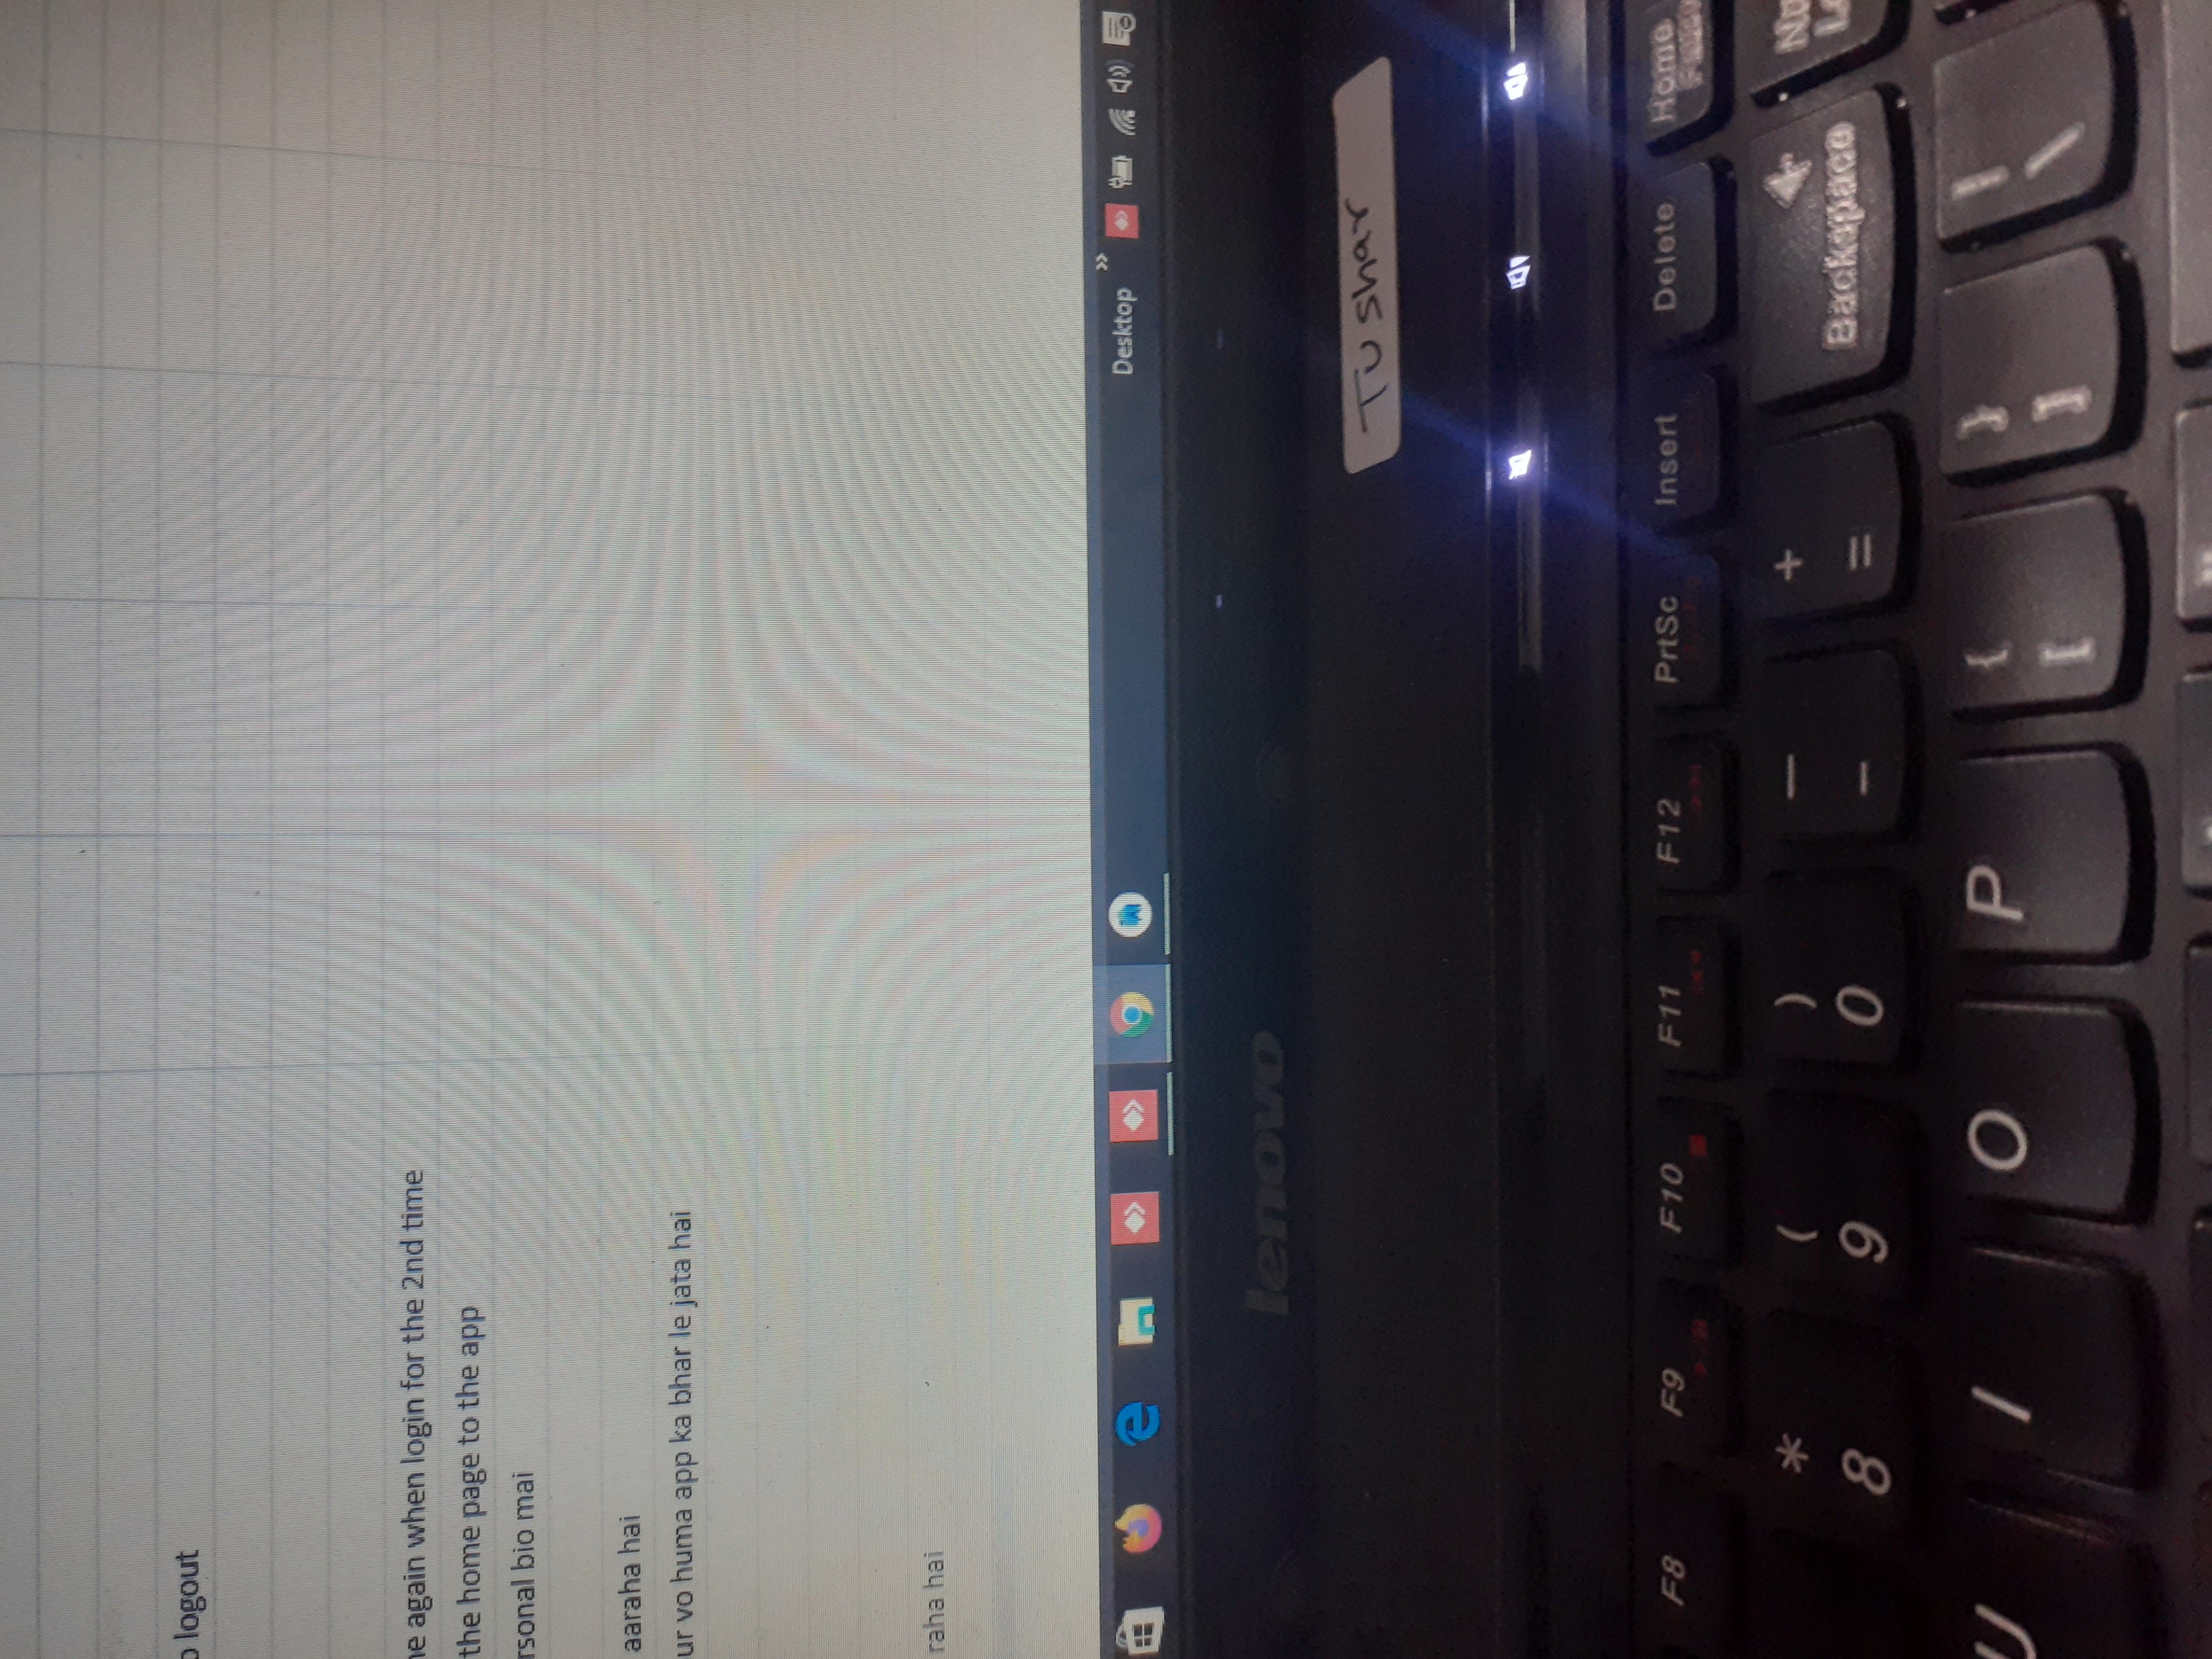 o logout
ne again when login for the 2nd time
the home page to the app
rsonal bio mai
aaraha hai
ur vo huma app ka bhar le jata hai
raha hai
Desktop
lenovo
Tushar
F8 F9 F10 F11 F12 PrtSc Insert Delete Home
* ( ) — +
8 9 0 - = Backspace
U I O P { } |
[ ] \